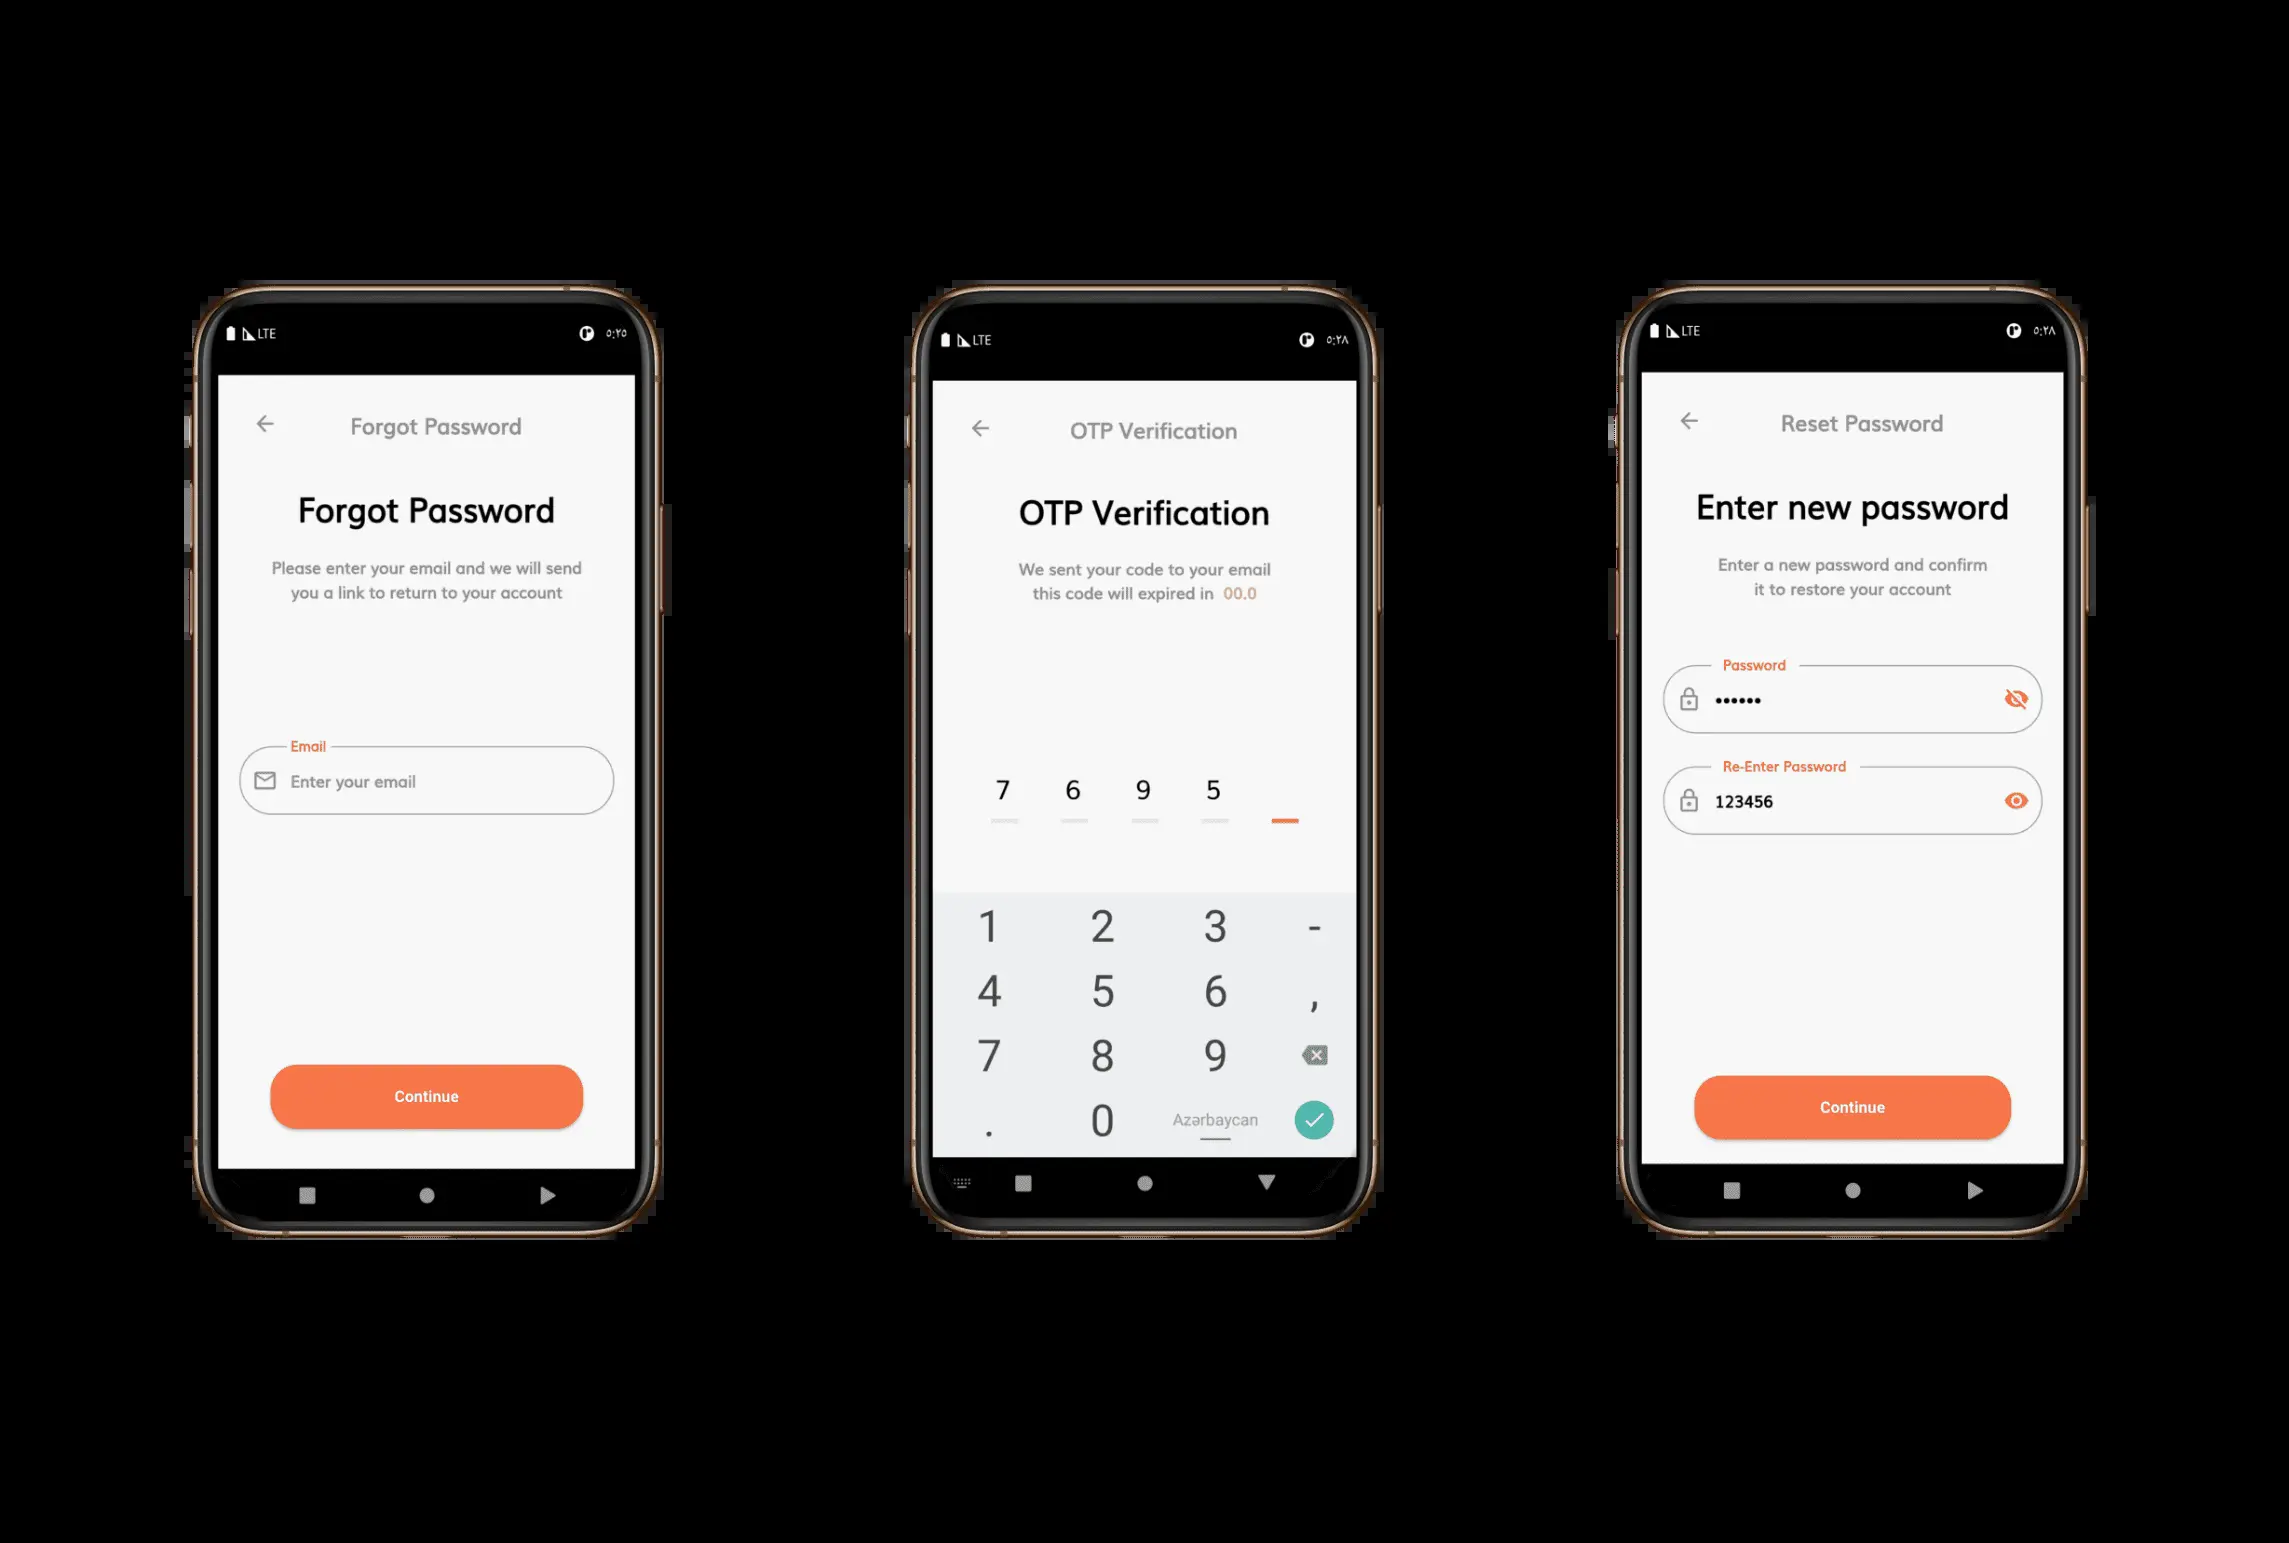 LTE
٥:٢٥
Forgot Password
Forgot Password
Please enter your email and we will send
you a link to return to your account
Email
Enter your email
Continue
LTE
٥:٢٨
OTP Verification
OTP Verification
We sent your code to your email
this code will expired in 00.0
7 6 9 5
1 2 3 -
4 5 6 ,
7 8 9
. 0 Azərbaycan
LTE
٥:٢٨
Reset Password
Enter new password
Enter a new password and confirm
it to restore your account
Password
••••••
Re-Enter Password
123456
Continue